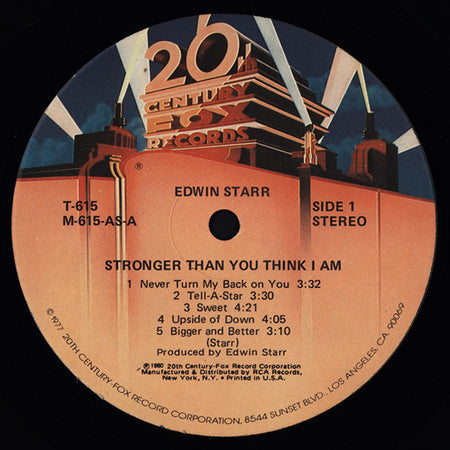 20th
CENTURY
FOX
RECORDS
®
EDWIN STARR
T-615
M-615-AS-A
SIDE 1
STEREO
STRONGER THAN YOU THINK I AM
1 Never Turn My Back on You 3:32
2 Tell-A-Star 3:30
3 Sweet 4:21
4 Upside of Down 4:05
5 Bigger and Better 3:10
(Starr)
Produced by Edwin Starr
℗1980 20th Century-Fox Record Corporation
Manufactured & Distributed by RCA Records,
New York, N.Y. • Printed in U.S.A.
©1977 20TH CENTURY-FOX RECORD CORPORATION, 8544 SUNSET BLVD., LOS ANGELES, CA. 90069